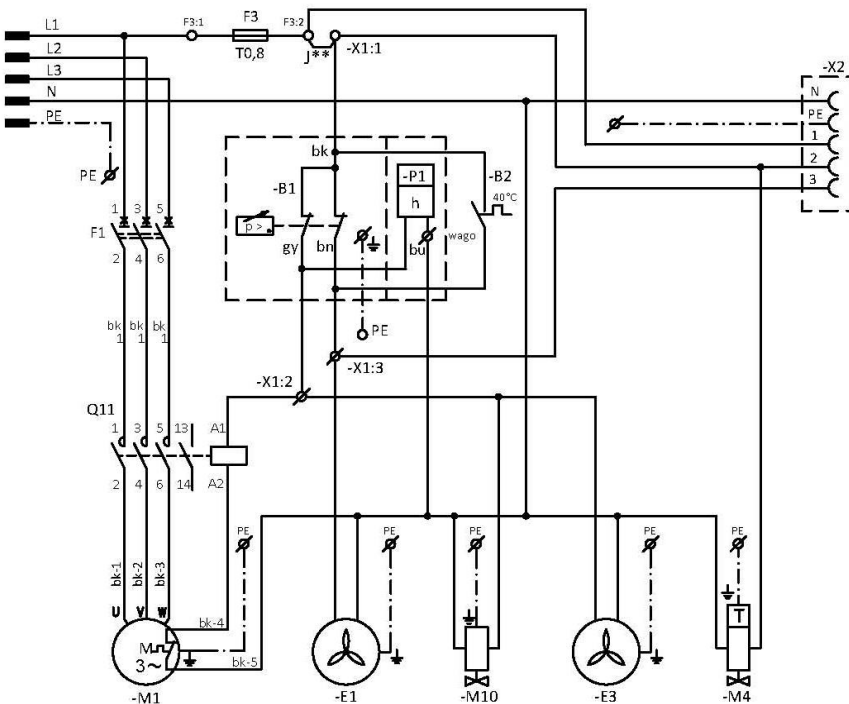 L1
F3:1
F3
F3:2
T0,8
J**
-X1:1
L2
L3
N
PE
-X2
N
PE
1
2
3
PE
bk
-B1
-P1
h
-B2
40°C
wago
p >
gy
bn
bu
PE
1 3 5
F1
2 4 6
bk 1
bk 1
bk 1
-X1:2
-X1:3
Q11
1 3 5 13
A1
2 4 6 14
A2
bk-1
bk-2
bk-3
U V W
PE
PE
PE
PE
PE
bk-4
bk-5
M
3~
T
-M1
-E1
-M10
-E3
-M4